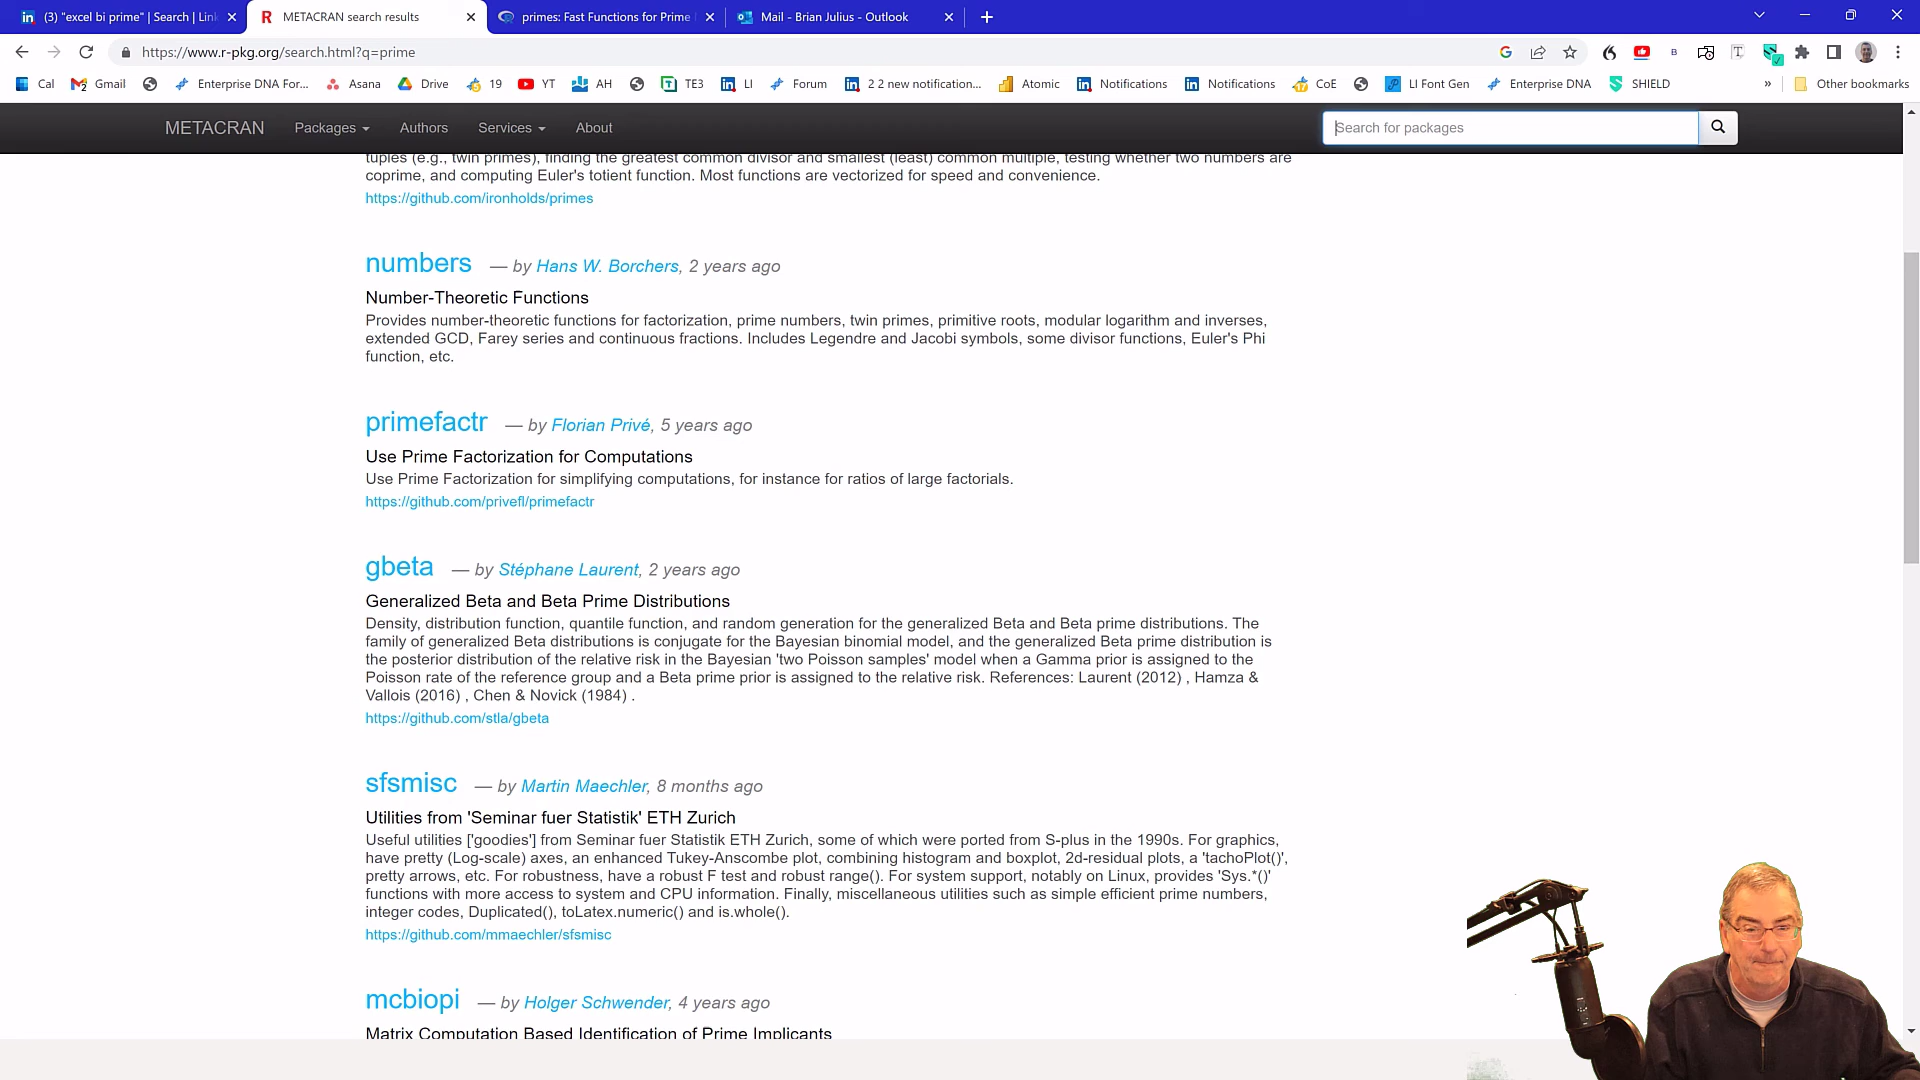 (3) "excel bi prime" | Search | Link
METACRAN search results
primes: Fast Functions for Prime
Mail - Brian Julius - Outlook
https://www.r-pkg.org/search.html?q=prime
Cal
Gmail
Enterprise DNA For...
Asana
Drive
19
YT
AH
TE3
LI
Forum
2 2 new notification...
Atomic
Notifications
Notifications
CoE
LI Font Gen
Enterprise DNA
SHIELD
»
Other bookmarks
METACRAN
Packages
Authors
Services
About
Search for packages
tuples (e.g., twin primes), finding the greatest common divisor and smallest (least) common multiple, testing whether two numbers are
coprime, and computing Euler's totient function. Most functions are vectorized for speed and convenience.
https://github.com/ironholds/primes
numbers — by Hans W. Borchers, 2 years ago
Number-Theoretic Functions
Provides number-theoretic functions for factorization, prime numbers, twin primes, primitive roots, modular logarithm and inverses,
extended GCD, Farey series and continuous fractions. Includes Legendre and Jacobi symbols, some divisor functions, Euler's Phi
function, etc.
primefactr — by Florian Privé, 5 years ago
Use Prime Factorization for Computations
Use Prime Factorization for simplifying computations, for instance for ratios of large factorials.
https://github.com/privefl/primefactr
gbeta — by Stéphane Laurent, 2 years ago
Generalized Beta and Beta Prime Distributions
Density, distribution function, quantile function, and random generation for the generalized Beta and Beta prime distributions. The
family of generalized Beta distributions is conjugate for the Bayesian binomial model, and the generalized Beta prime distribution is
the posterior distribution of the relative risk in the Bayesian 'two Poisson samples' model when a Gamma prior is assigned to the
Poisson rate of the reference group and a Beta prime prior is assigned to the relative risk. References: Laurent (2012) , Hamza &
Vallois (2016) , Chen & Novick (1984) .
https://github.com/stla/gbeta
sfsmisc — by Martin Maechler, 8 months ago
Utilities from 'Seminar fuer Statistik' ETH Zurich
Useful utilities ['goodies'] from Seminar fuer Statistik ETH Zurich, some of which were ported from S-plus in the 1990s. For graphics,
have pretty (Log-scale) axes, an enhanced Tukey-Anscombe plot, combining histogram and boxplot, 2d-residual plots, a 'tachoPlot()',
pretty arrows, etc. For robustness, have a robust F test and robust range(). For system support, notably on Linux, provides 'Sys.*()'
functions with more access to system and CPU information. Finally, miscellaneous utilities such as simple efficient prime numbers,
integer codes, Duplicated(), toLatex.numeric() and is.whole().
https://github.com/mmaechler/sfsmisc
mcbiopi — by Holger Schwender, 4 years ago
Matrix Computation Based Identification of Prime Implicants